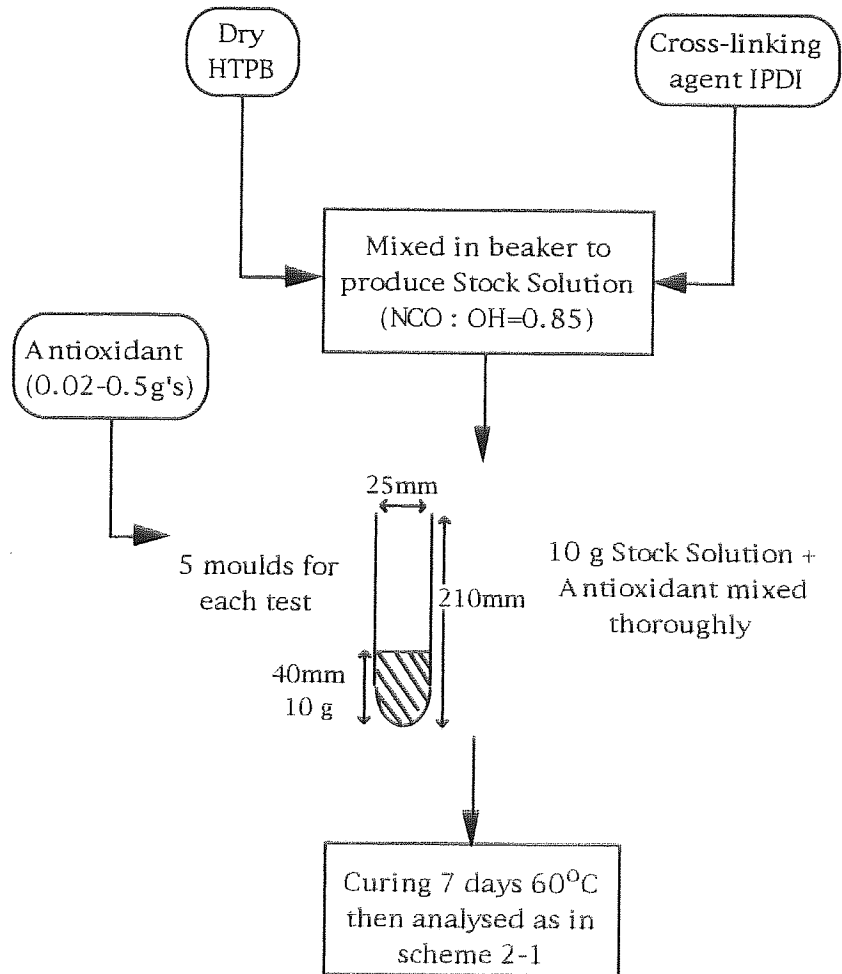 Dry
HTPB
Cross-linking
agent IPDI
Mixed in beaker to
produce Stock Solution
(NCO : OH=0.85)
Antioxidant
(0.02-0.5g's)
25mm
5 moulds for
each test
210mm
10 g Stock Solution +
Antioxidant mixed
thoroughly
40mm
10 g
Curing 7 days 60°C
then analysed as in
scheme 2-1